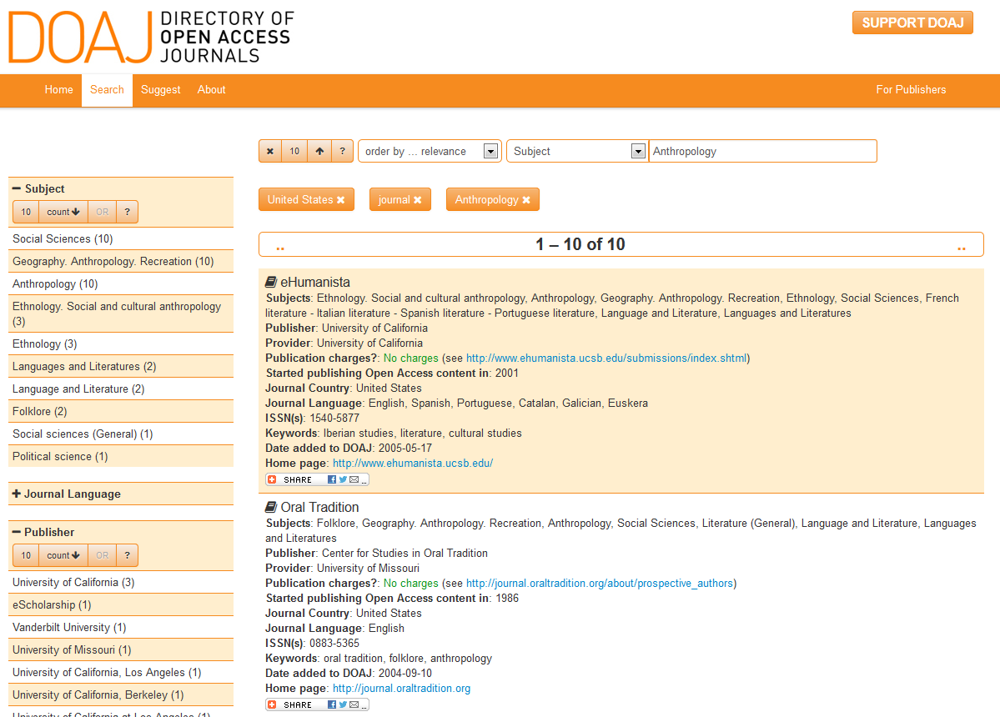 DOAJ DIRECTORY OF
OPEN ACCESS
JOURNALS
SUPPORT DOAJ
Home Search Suggest About For Publishers
10 ? order by ... relevance Subject Anthropology
United States journal Anthropology
Subject
10 count OR ?
Social Sciences (10)
Geography. Anthropology. Recreation (10)
Anthropology (10)
Ethnology. Social and cultural anthropology
(3)
Ethnology (3)
Languages and Literatures (2)
Language and Literature (2)
Folklore (2)
Social sciences (General) (1)
Political science (1)
Journal Language
Publisher
10 count OR ?
University of California (3)
eScholarship (1)
Vanderbilt University (1)
University of Missouri (1)
University of California, Los Angeles (1)
University of California, Berkeley (1)
University of California at Los Angeles (1)
.. 1 – 10 of 10 ..
eHumanista
Subjects: Ethnology. Social and cultural anthropology, Anthropology, Geography. Anthropology. Recreation, Ethnology, Social Sciences, French
literature - Italian literature - Spanish literature - Portuguese literature, Language and Literature, Languages and Literatures
Publisher: University of California
Provider: University of California
Publication charges?: No charges (see http://www.ehumanista.ucsb.edu/submissions/index.shtml)
Started publishing Open Access content in: 2001
Journal Country: United States
Journal Language: English, Spanish, Portuguese, Catalan, Galician, Euskera
ISSN(s): 1540-5877
Keywords: Iberian studies, literature, cultural studies
Date added to DOAJ: 2005-05-17
Home page: http://www.ehumanista.ucsb.edu/
SHARE ...
Oral Tradition
Subjects: Folklore, Geography. Anthropology. Recreation, Anthropology, Social Sciences, Literature (General), Language and Literature, Languages
and Literatures
Publisher: Center for Studies in Oral Tradition
Provider: University of Missouri
Publication charges?: No charges (see http://journal.oraltradition.org/about/prospective_authors)
Started publishing Open Access content in: 1986
Journal Country: United States
Journal Language: English
ISSN(s): 0883-5365
Keywords: oral tradition, folklore, anthropology
Date added to DOAJ: 2004-09-10
Home page: http://journal.oraltradition.org
SHARE ...